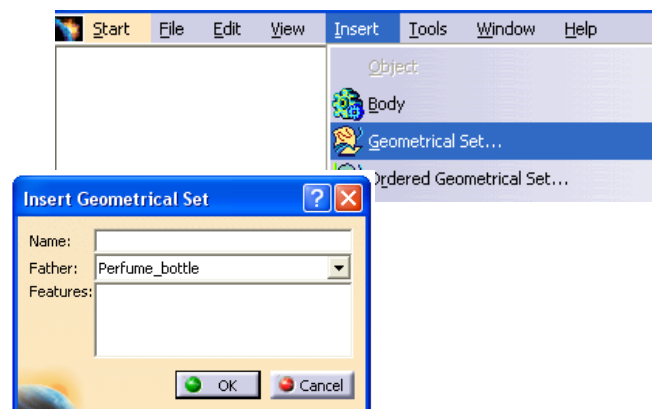 Start File Edit View Insert Tools Window Help
Object
Body
Geometrical Set...
Ordered Geometrical Set...
Insert Geometrical Set
Name:
Father: Perfume_bottle
Features:
OK Cancel